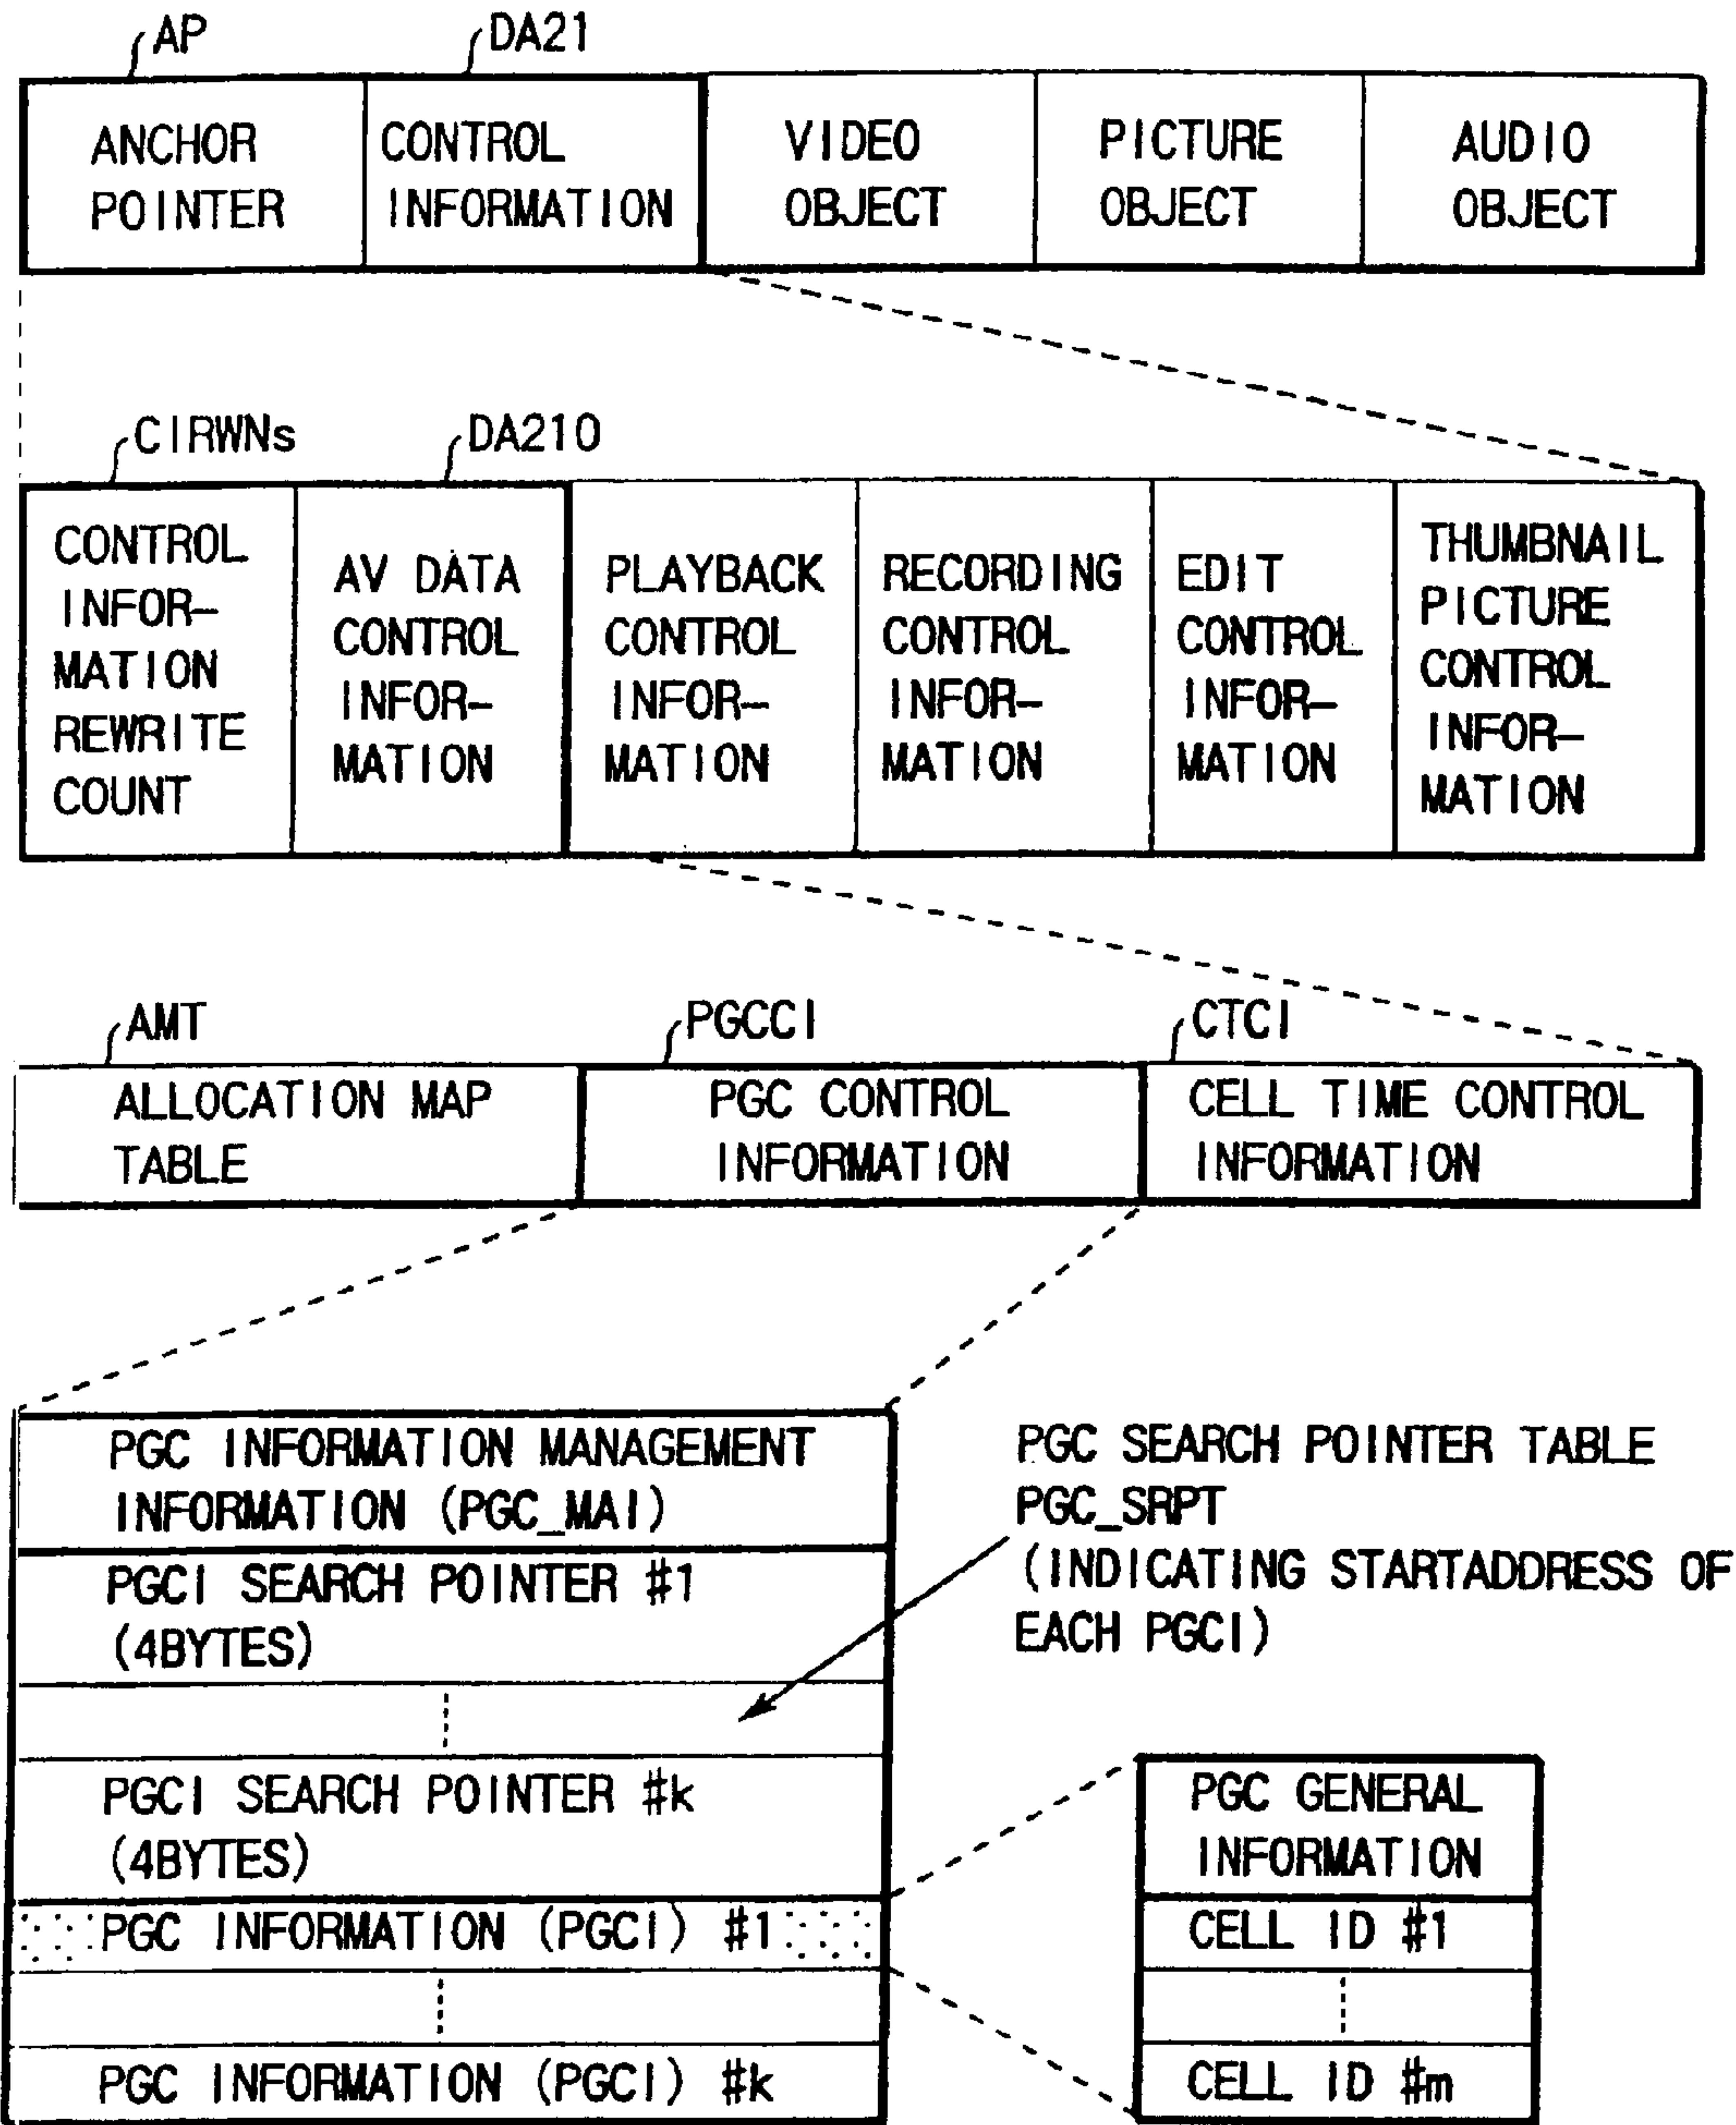 AP
DA21
ANCHOR
POINTER
CONTROL
INFORMATION
VIDEO
OBJECT
PICTURE
OBJECT
AUDIO
OBJECT
CIRWNs
DA210
CONTROL
INFOR-
MATION
REWRITE
COUNT
AV DATA
CONTROL
INFOR-
MATION
PLAYBACK
CONTROL
INFOR-
MATION
RECORDING
CONTROL
INFOR-
MATION
EDIT
CONTROL
INFOR-
MATION
THUMBNAIL
PICTURE
CONTROL
INFOR-
MATION
AMT
PGCCI
CTCI
ALLOCATION MAP
TABLE
PGC CONTROL
INFORMATION
CELL TIME CONTROL
INFORMATION
PGC INFORMATION MANAGEMENT
INFORMATION (PGC_MAI)
PGCI SEARCH POINTER #1
(4BYTES)
PGCI SEARCH POINTER #k
(4BYTES)
PGC INFORMATION (PGCI) #1
PGC INFORMATION (PGCI) #k
PGC SEARCH POINTER TABLE
PGC_SRPT
(INDICATING STARTADDRESS OF
EACH PGCI)
PGC GENERAL
INFORMATION
CELL ID #1
CELL ID #m